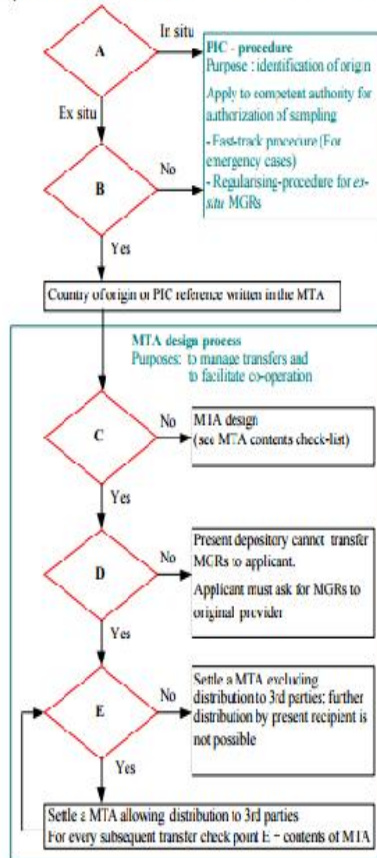 In situ
A
PIC - procedure
Purpose : identification of origin
Apply to competent authority for
authorization of sampling
- Fast-track procedure (For
emergency cases)
- Regularising-procedure for ex-
situ MGRs
Ex situ
No
B
Yes
Country of origin or PIC reference written in the MTA
MTA design process
Purposes: to manage transfers and
to facilitate co-operation
No
C
MTA design
(see MTA contents check-list)
Yes
No
D
Present depository cannot transfer
MGRs to applicant.
Applicant must ask for MGRs to
original provider
Yes
No
E
Settle a MTA excluding
distribution to 3rd parties; further
distribution by present recipient is
not possible
Yes
Settle a MTA allowing distribution to 3rd parties
For every subsequent transfer check point E – contents of MTA